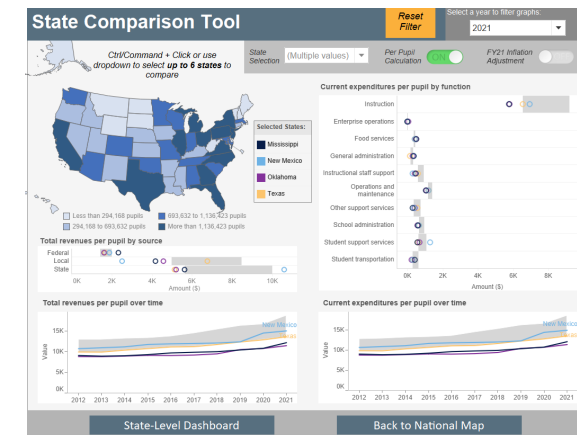 State Comparison Tool
Reset
Filter
Select a year to filter graphs:
2021
Ctrl/Command + Click or use
dropdown to select up to 6 states to
compare
State
Selection
(Multiple values)
Per Pupil
Calculation
ON
FY21 Inflation
Adjustment
Selected States:
Mississippi
New Mexico
Oklahoma
Texas
Less than 294,168 pupils
693,632 to 1,136,423 pupils
294,168 to 693,632 pupils
More than 1,136,423 pupils
Total revenues per pupil by source
Federal
Local
State
0K 2K 4K 6K 8K 10K
Amount ($)
Current expenditures per pupil by function
Instruction
Enterprise operations
Food services
General administration
Instructional staff support
Operations and
maintenance
Other support services
School administration
Student support services
Student transportation
0K 2K 4K 6K 8K
Amount ($)
Total revenues per pupil over time
New Mexico
15K
10K
5K
0K
Value
2012 2013 2014 2015 2016 2017 2018 2019 2020 2021
Current expenditures per pupil over time
New Mexico
15K
10K
5K
0K
Value
2012 2013 2014 2015 2016 2017 2018 2019 2020 2021
State-Level Dashboard
Back to National Map